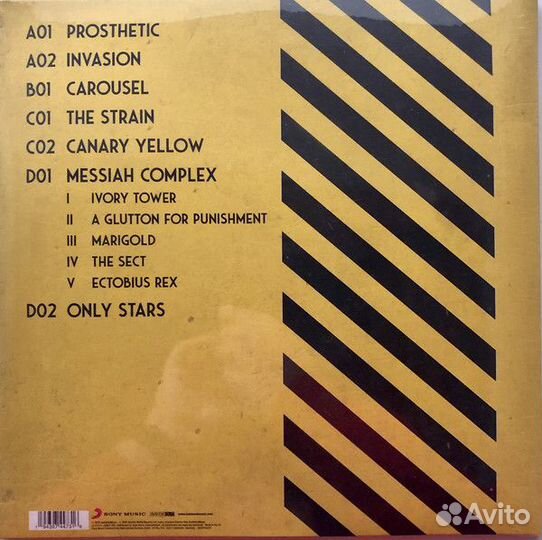 A01 PROSTHETIC
A02 INVASION
B01 CAROUSEL
C01 THE STRAIN
C02 CANARY YELLOW
D01 MESSIAH COMPLEX
I IVORY TOWER
II A GLUTTON FOR PUNISHMENT
III MARIGOLD
IV THE SECT
V ECTOBIUS REX
D02 ONLY STARS
SONY MUSIC
Avito